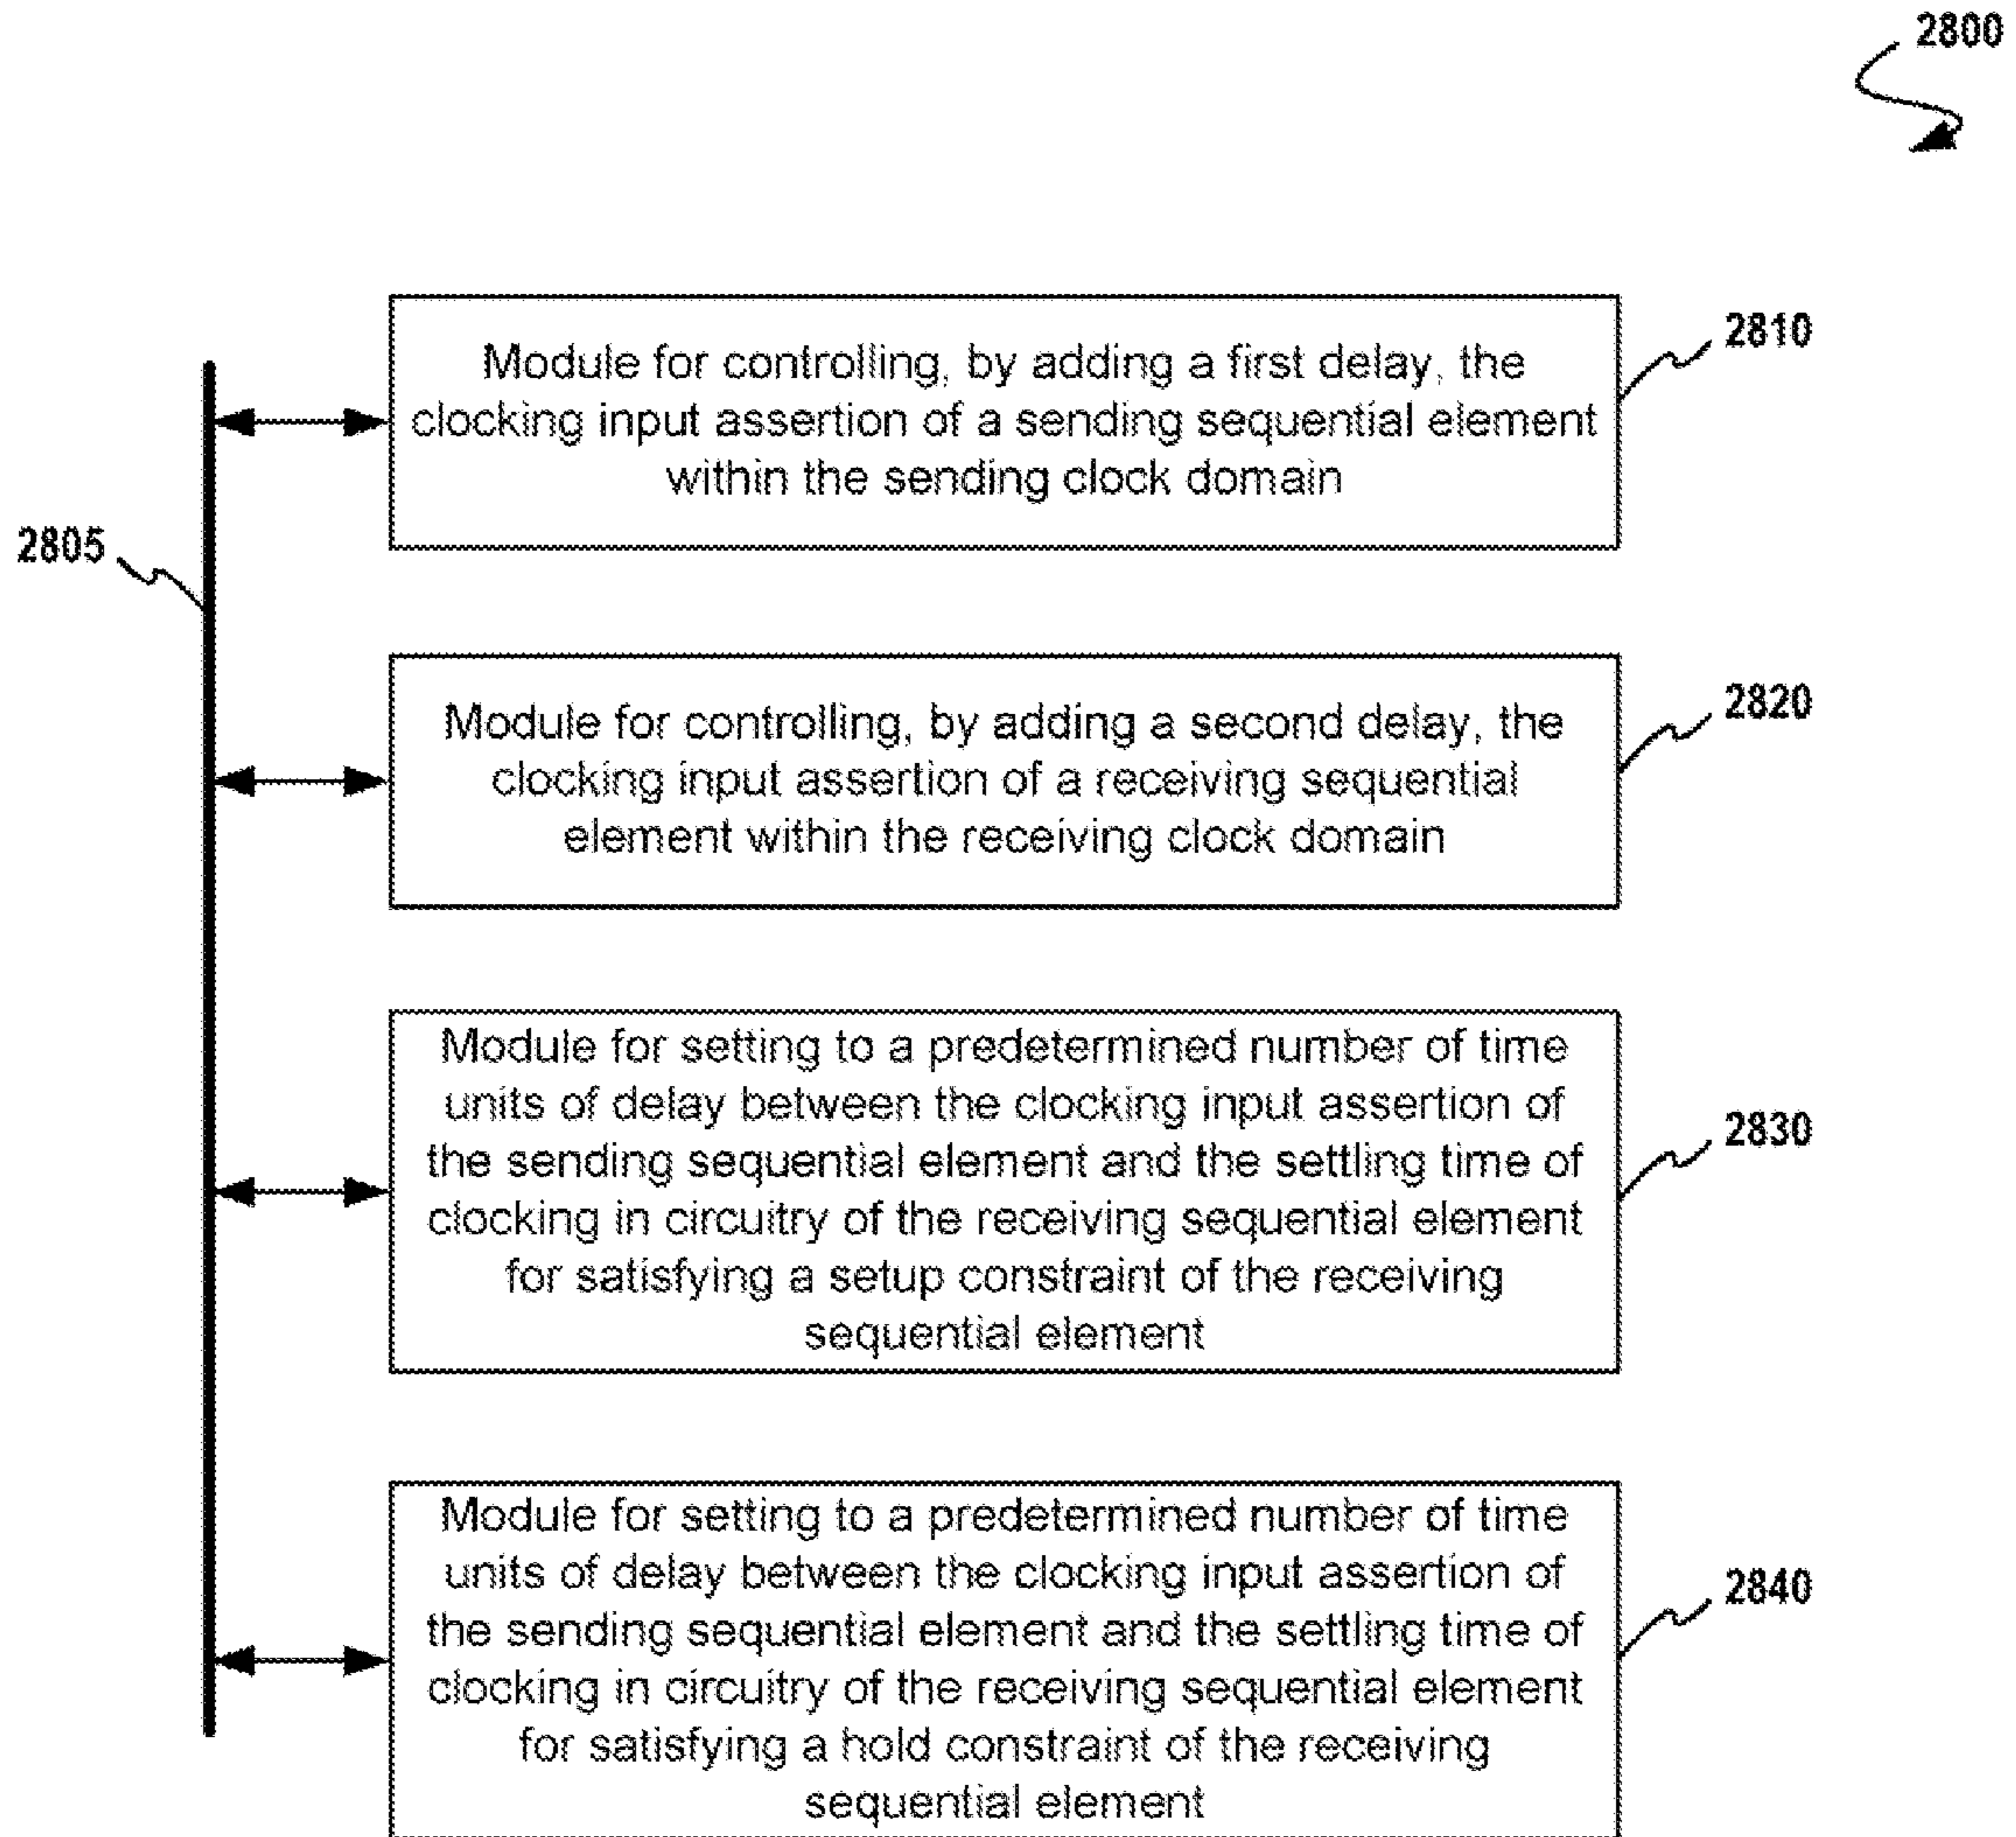 2800
Module for controlling, by adding a first delay, the
clocking input assertion of a sending sequential element
within the sending clock domain
2810
2805
Module for controlling, by adding a second delay, the
clocking input assertion of a receiving sequential
element within the receiving clock domain
2820
Module for setting to a predetermined number of time
units of delay between the clocking input assertion of
the sending sequential element and the settling time of
clocking in circuitry of the receiving sequential element
for satisfying a setup constraint of the receiving
sequential element
2830
Module for setting to a predetermined number of time
units of delay between the clocking input assertion of
the sending sequential element and the settling time of
clocking in circuitry of the receiving sequential element
for satisfying a hold constraint of the receiving
sequential element
2840